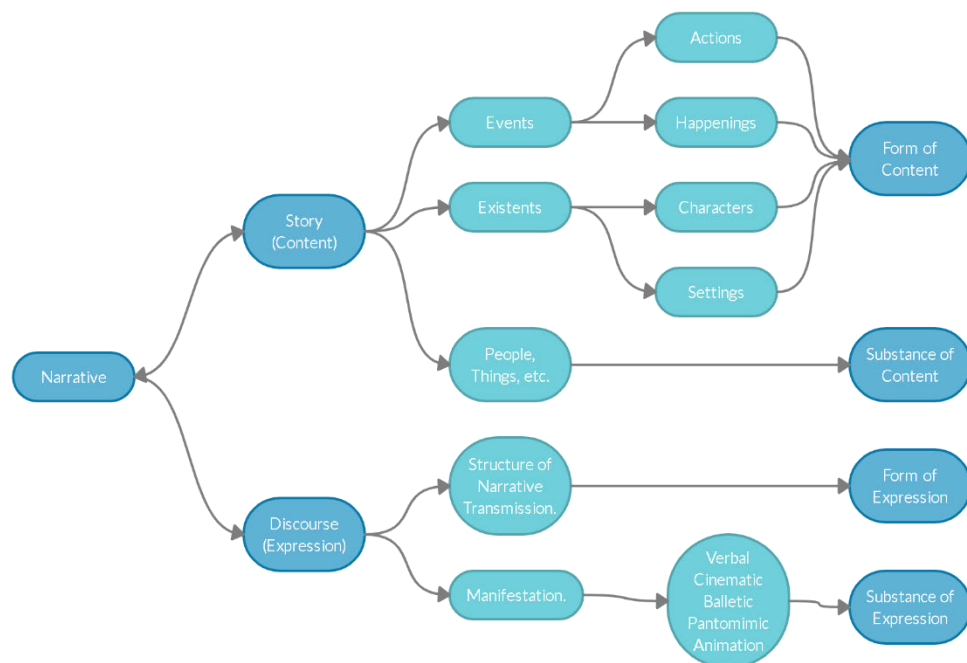 Actions
Events
Happenings
Form of
Content
Story
(Content)
Existents
Characters
Settings
People,
Things, etc.
Substance of
Content
Narrative
Structure of
Narrative
Transmission.
Form of
Expression
Discourse
(Expression)
Manifestation.
Verbal
Cinematic
Balletic
Pantomimic
Animation
Substance of
Expression